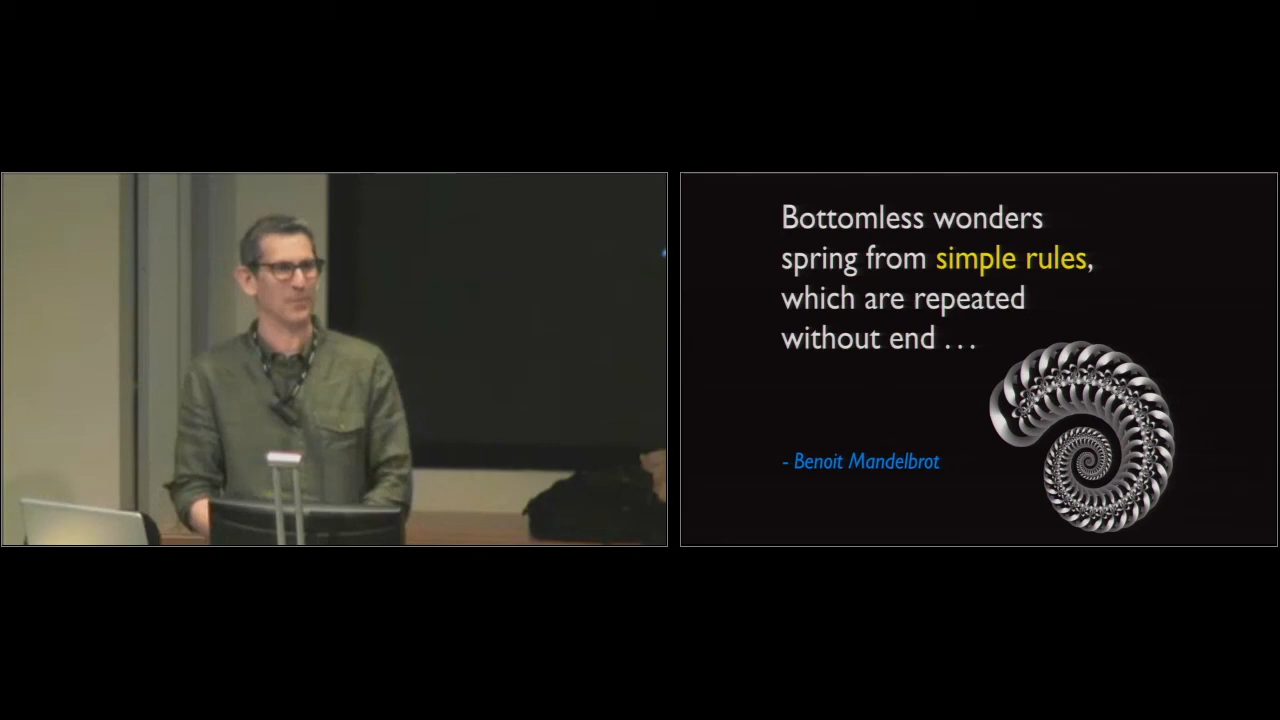 Bottomless wonders
spring from simple rules,
which are repeated
without end . . .
- Benoit Mandelbrot